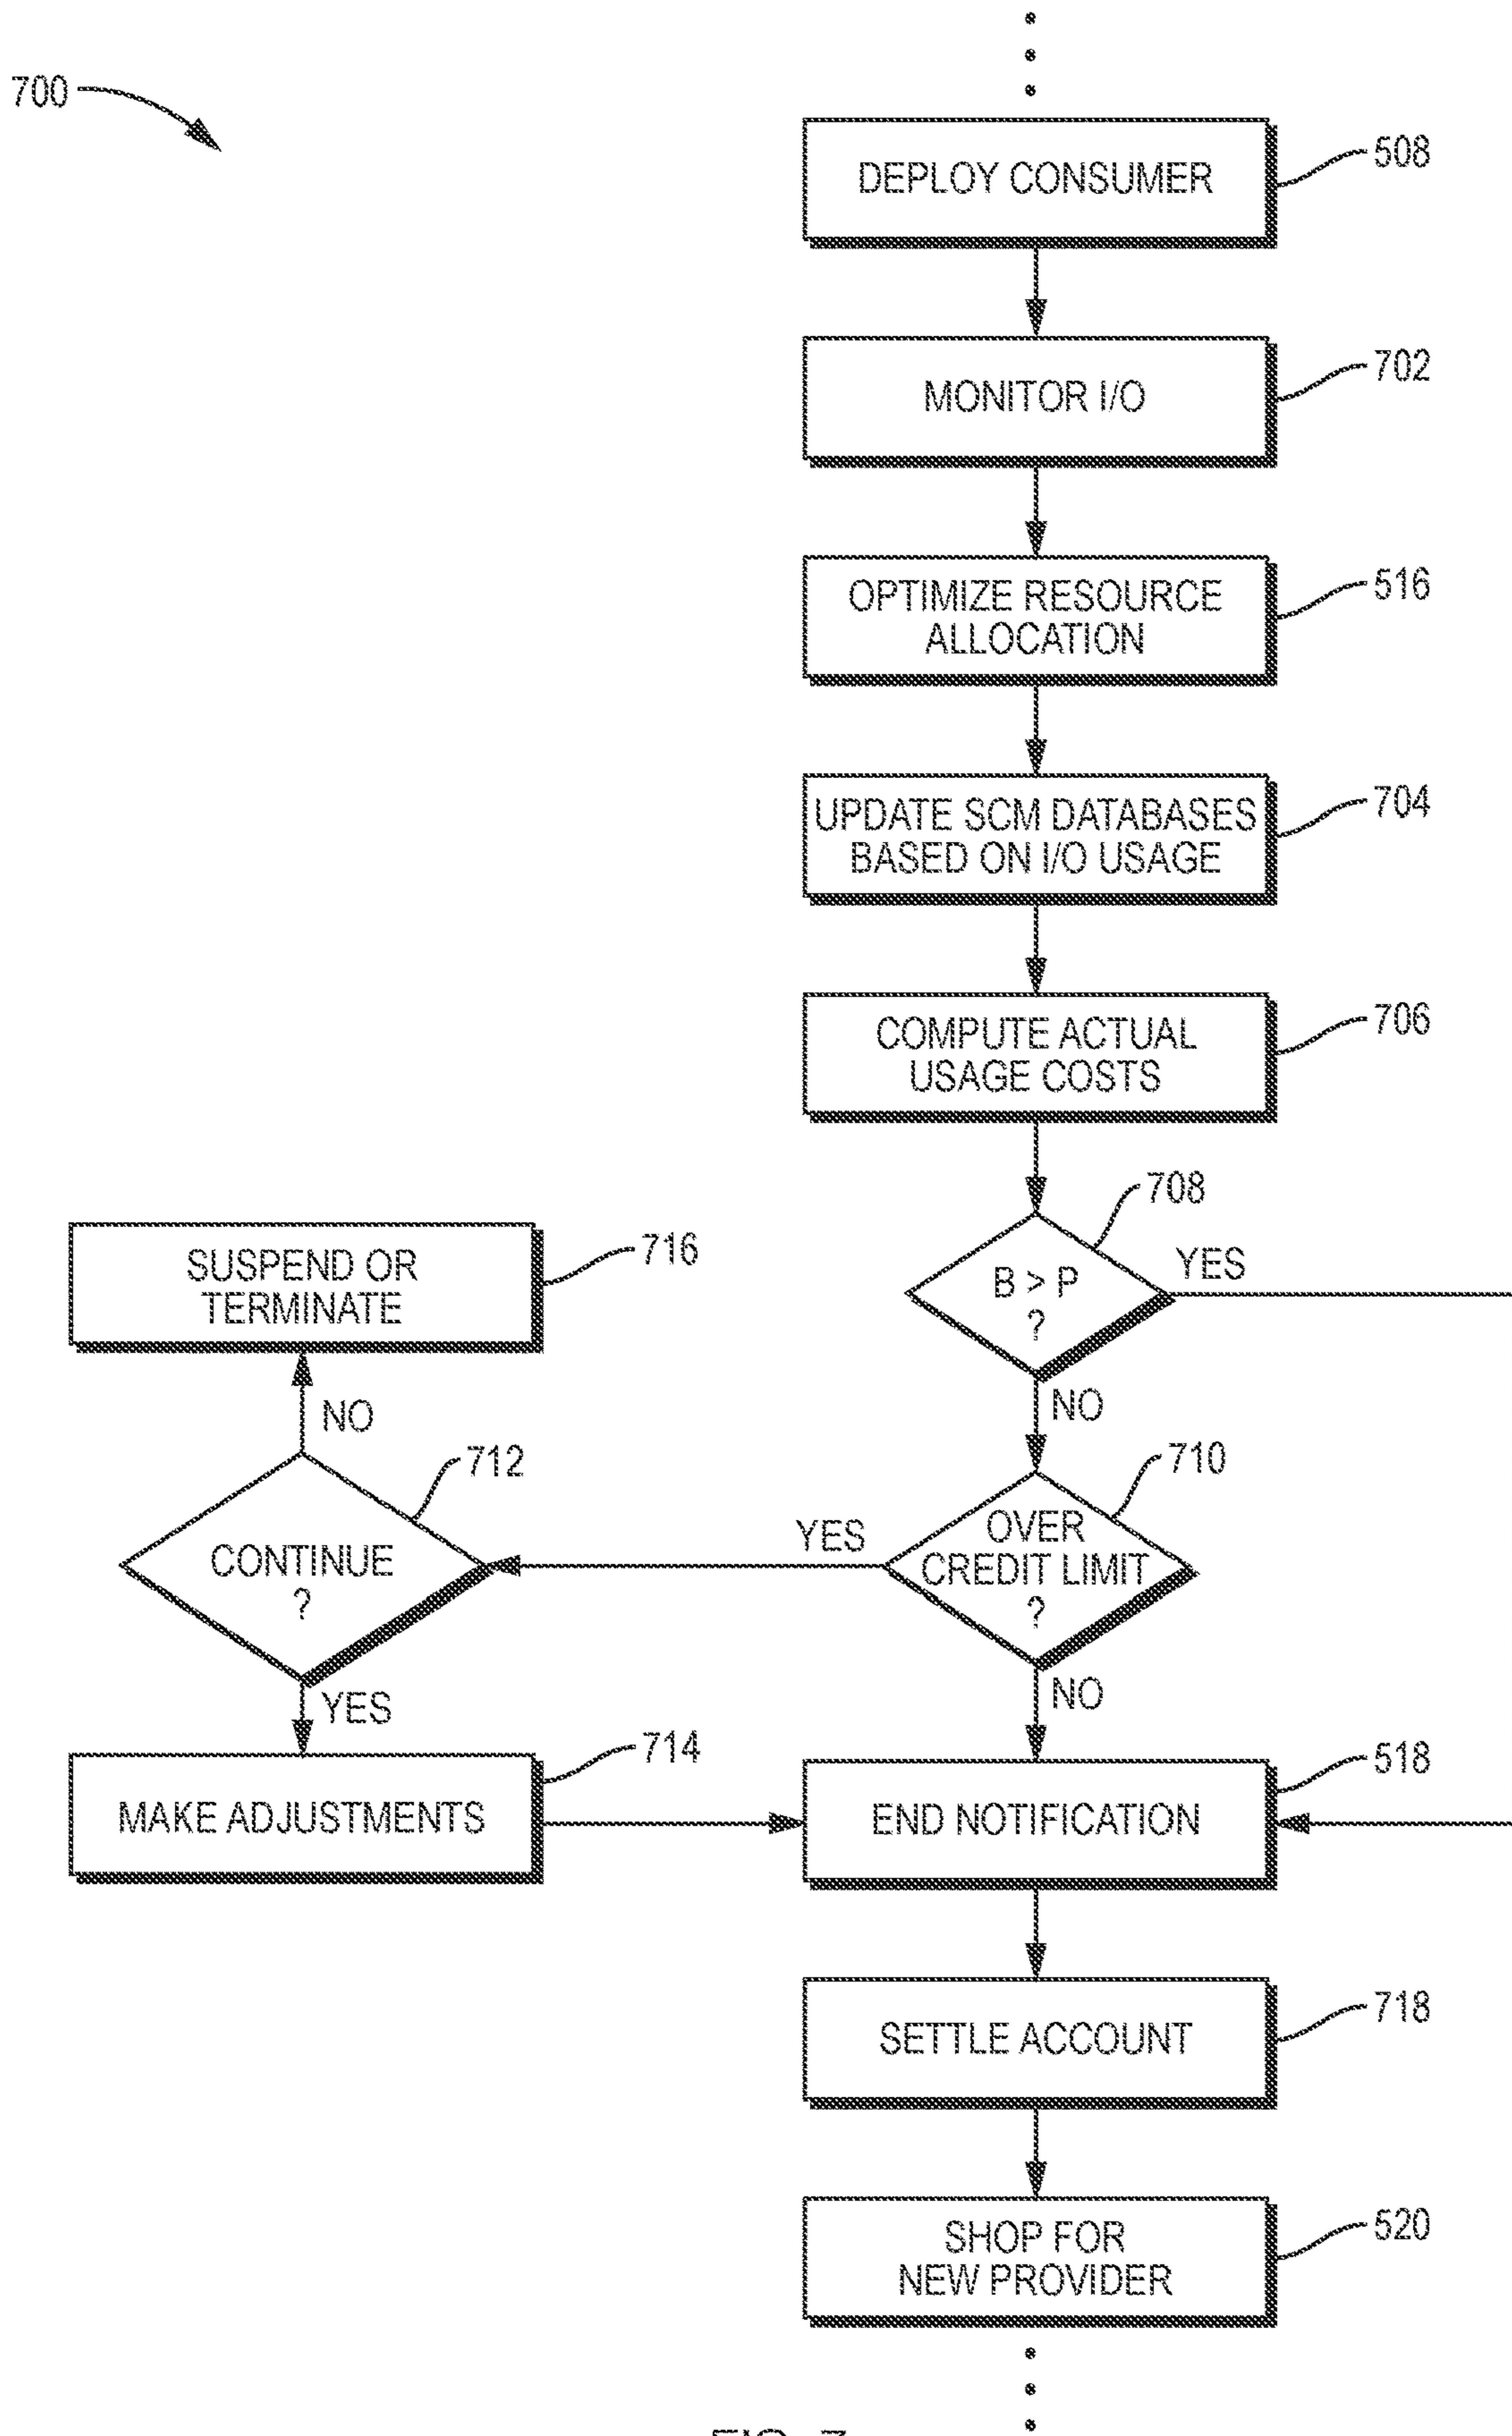 700
DEPLOY CONSUMER
508
MONITOR I/O
702
OPTIMIZE RESOURCE
ALLOCATION
516
UPDATE SCM DATABASES
BASED ON I/O USAGE
704
COMPUTE ACTUAL
USAGE COSTS
706
708
B > P
?
YES
NO
SUSPEND OR
TERMINATE
716
NO
712
CONTINUE
?
YES
710
OVER
CREDIT LIMIT
?
YES
NO
MAKE ADJUSTMENTS
714
END NOTIFICATION
518
SETTLE ACCOUNT
718
SHOP FOR
NEW PROVIDER
520